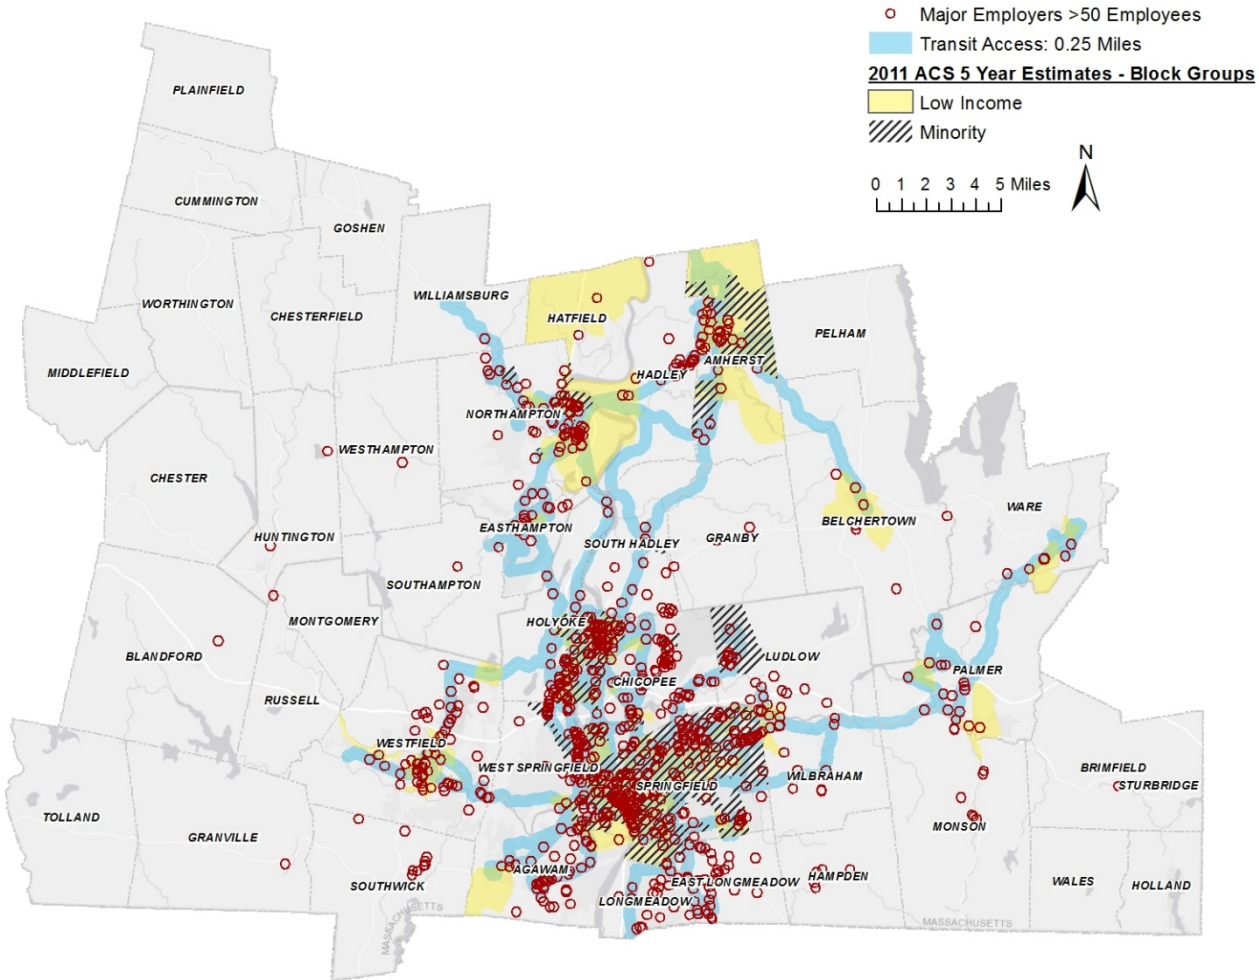 Major Employers >50 Employees
Transit Access: 0.25 Miles
2011 ACS 5 Year Estimates - Block Groups
Low Income
Minority
N
0 1 2 3 4 5 Miles
PLAINFIELD
CUMMINGTON
GOSHEN
WILLIAMSBURG
WORTHINGTON
CHESTERFIELD
HATFIELD
PELHAM
MIDDLEFIELD
HADLEY
AMHERST
NORTHAMPTON
WESTHAMPTON
CHESTER
WARE
BELCHERTOWN
EASTHAMPTON
HUNTINGTON
SOUTH HADLEY
GRANBY
SOUTHAMPTON
MONTGOMERY
HOLYOKE
BLANDFORD
LUDLOW
PALMER
CHICOPEE
RUSSELL
WESTFIELD
WEST SPRINGFIELD
WILBRAHAM
BRIMFIELD
SPRINGFIELD
STURBRIDGE
TOLLAND
MONSON
GRANVILLE
AGAWAM
HAMPDEN
SOUTHWICK
EAST LONGMEADOW
WALES
HOLLAND
LONGMEADOW
MASSACHUSETTS
MASSACHUSETTS